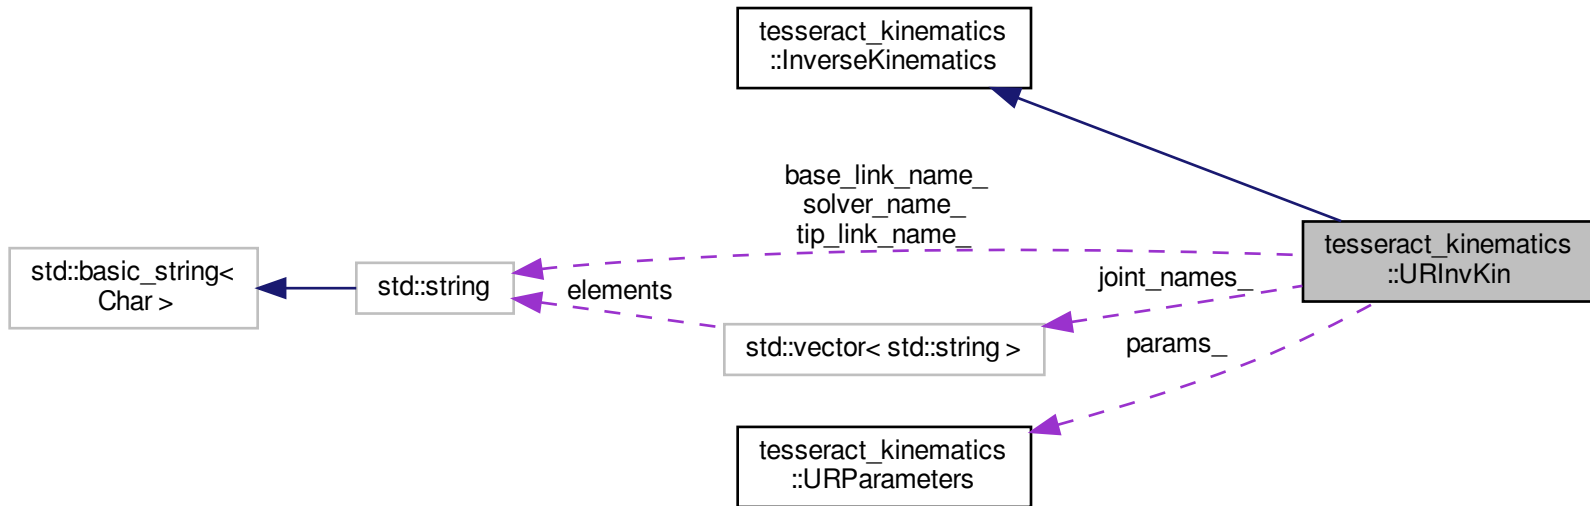 tesseract_kinematics
::InverseKinematics
base_link_name_
solver_name_
tip_link_name_
tesseract_kinematics
::URInvKin
std::basic_string<
Char >
std::string
elements
joint_names_
std::vector< std::string >
params_
tesseract_kinematics
::URParameters